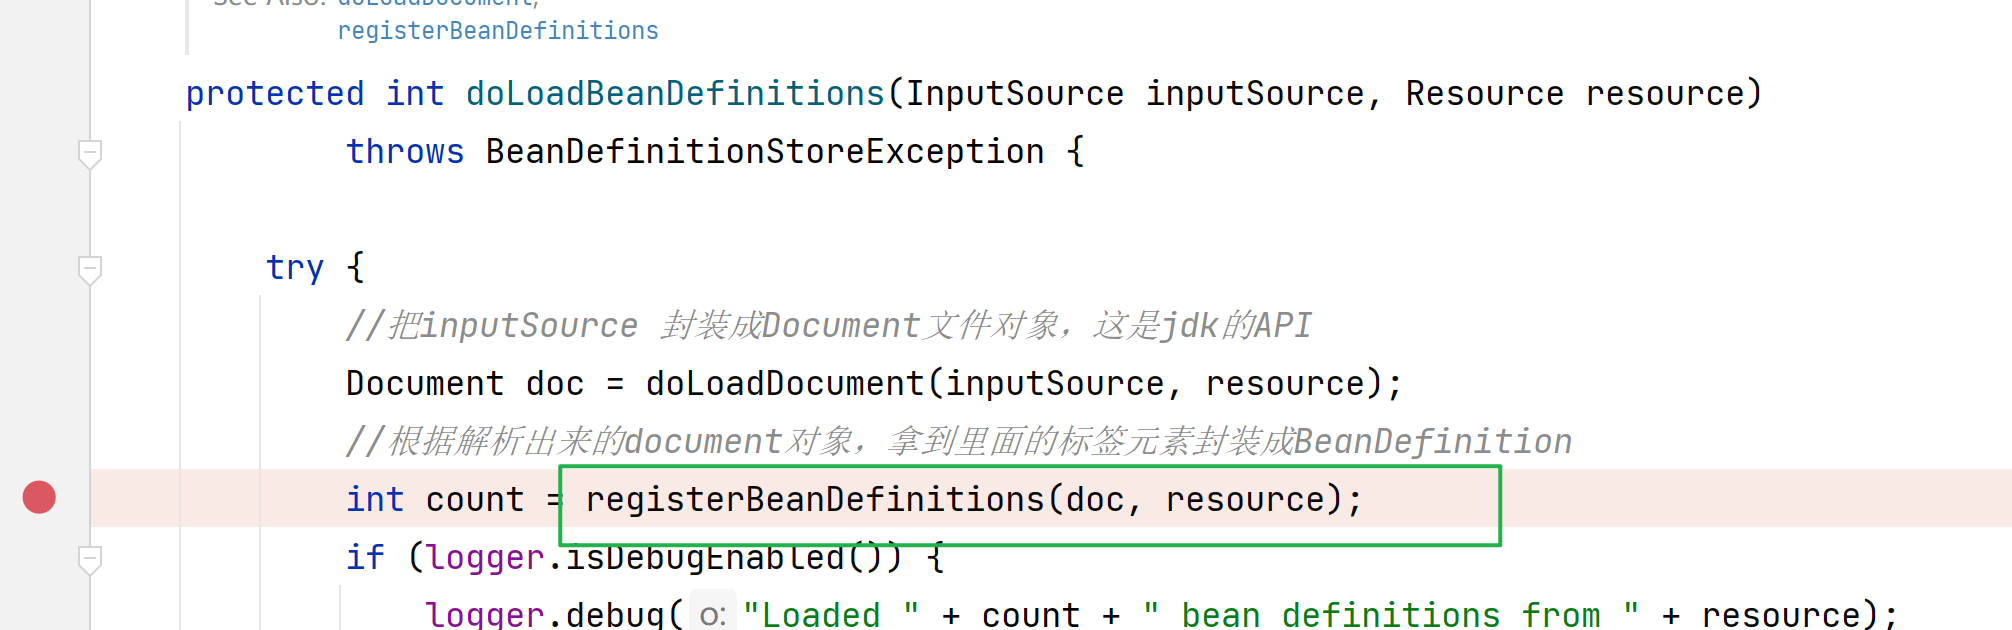 See Also: doLoadDocument,
registerBeanDefinitions
protected int doLoadBeanDefinitions(InputSource inputSource, Resource resource)
throws BeanDefinitionStoreException {
try {
//把inputSource 封装成Document文件对象，这是jdk的API
Document doc = doLoadDocument(inputSource, resource);
//根据解析出来的document对象，拿到里面的标签元素封装成BeanDefinition
int count = registerBeanDefinitions(doc, resource);
if (logger.isDebugEnabled()) {
logger.debug( o: "Loaded " + count + " bean definitions from " + resource);